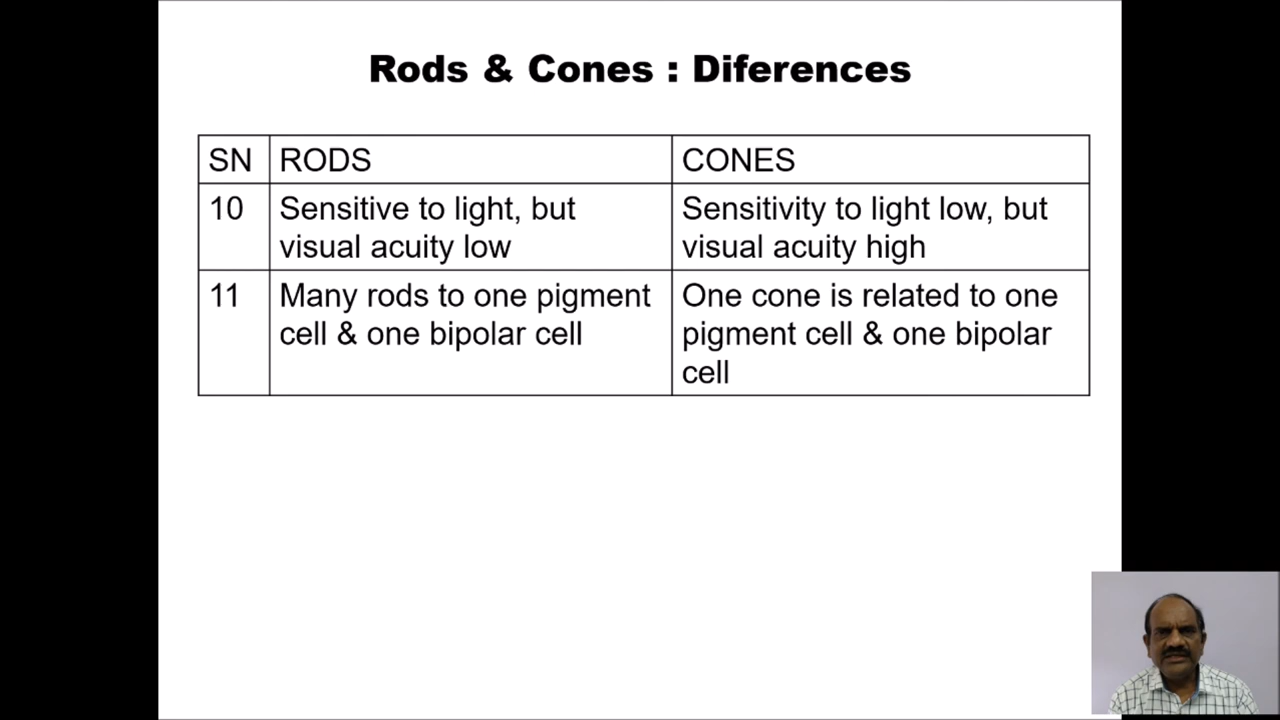 Rods & Cones : Diferences
SN RODS CONES
10 Sensitive to light, but Sensitivity to light low, but
visual acuity low visual acuity high
11 Many rods to one pigment One cone is related to one
cell & one bipolar cell pigment cell & one bipolar
cell